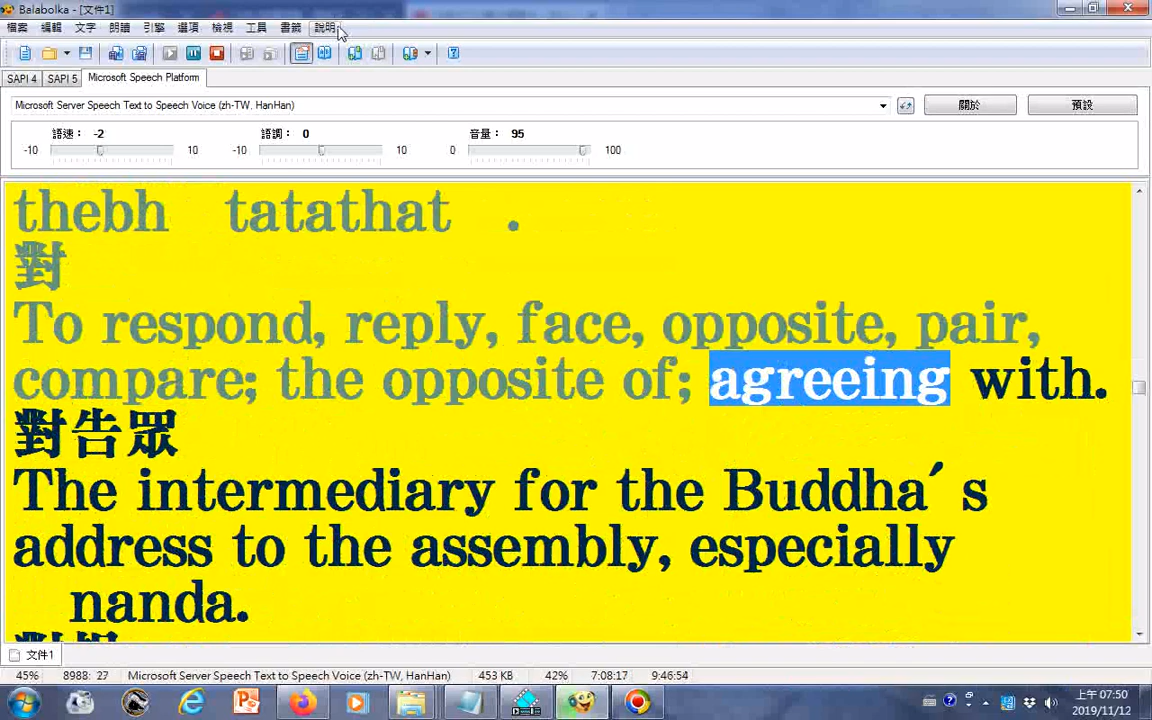 Balabolka - [文件1]
檔案 編輯 文字 朗讀 引擎 選項 檢視 工具 書籤 說明
SAPI 4 SAPI 5 Microsoft Speech Platform
Microsoft Server Speech Text to Speech Voice (zh-TW, HanHan) 關於 預設
語速： -2 語調： 0 音量： 95
-10 10 -10 10 0 100
thebh tatathat .
對
To respond, reply, face, opposite, pair,
compare; the opposite of; agreeing with.
對告眾
The intermediary for the Buddha′s
address to the assembly, especially
nanda.
文件1
45% 8988: 27 Microsoft Server Speech Text to Speech Voice (zh-TW, HanHan) 453 KB 42% 7:08:17 9:46:54
上午 07:50
2019/11/12